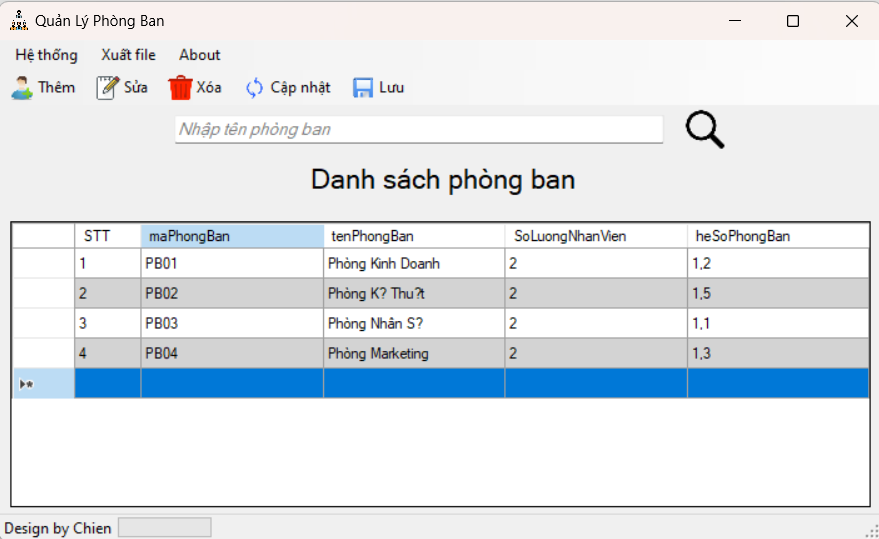 Quản Lý Phòng Ban
Hệ thống Xuất file About
Thêm Sửa Xóa Cập nhật Lưu
Nhập tên phòng ban
Danh sách phòng ban
STT maPhongBan tenPhongBan SoLuongNhanVien heSoPhongBan
1 PB01 Phòng Kinh Doanh 2 1,2
2 PB02 Phòng K? Thu?t 2 1,5
3 PB03 Phòng Nhân S? 2 1,1
4 PB04 Phòng Marketing 2 1,3
Design by Chien